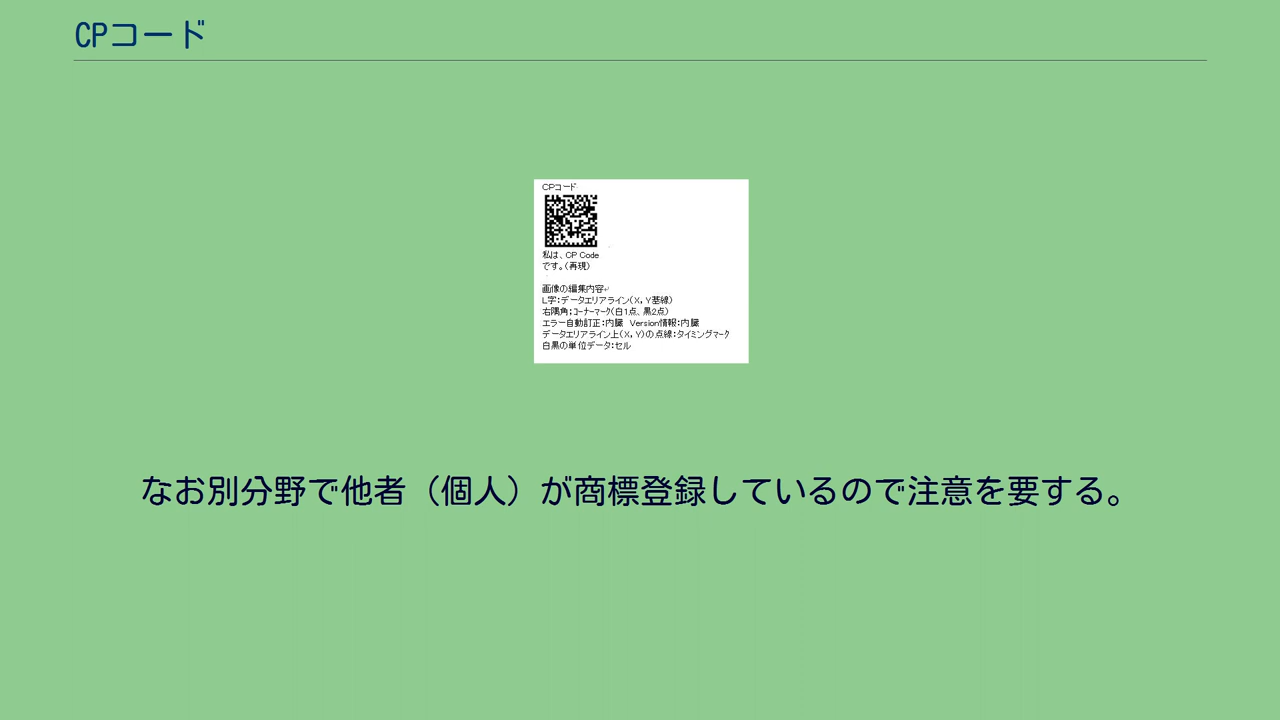 CPコード
CPコード
私は、CP Code
です。（再現）
画像の編集内容↵
L字：データエリアライン（X，Y基線）
右隅角；コーナーマーク（白1点、黒2点）
エラー自動訂正：内臓　Version情報：内臓
データエリアライン上（X，Y）の点線：タイミングマーク
白黒の単位データ：セル
なお別分野で他者（個人）が商標登録しているので注意を要する。